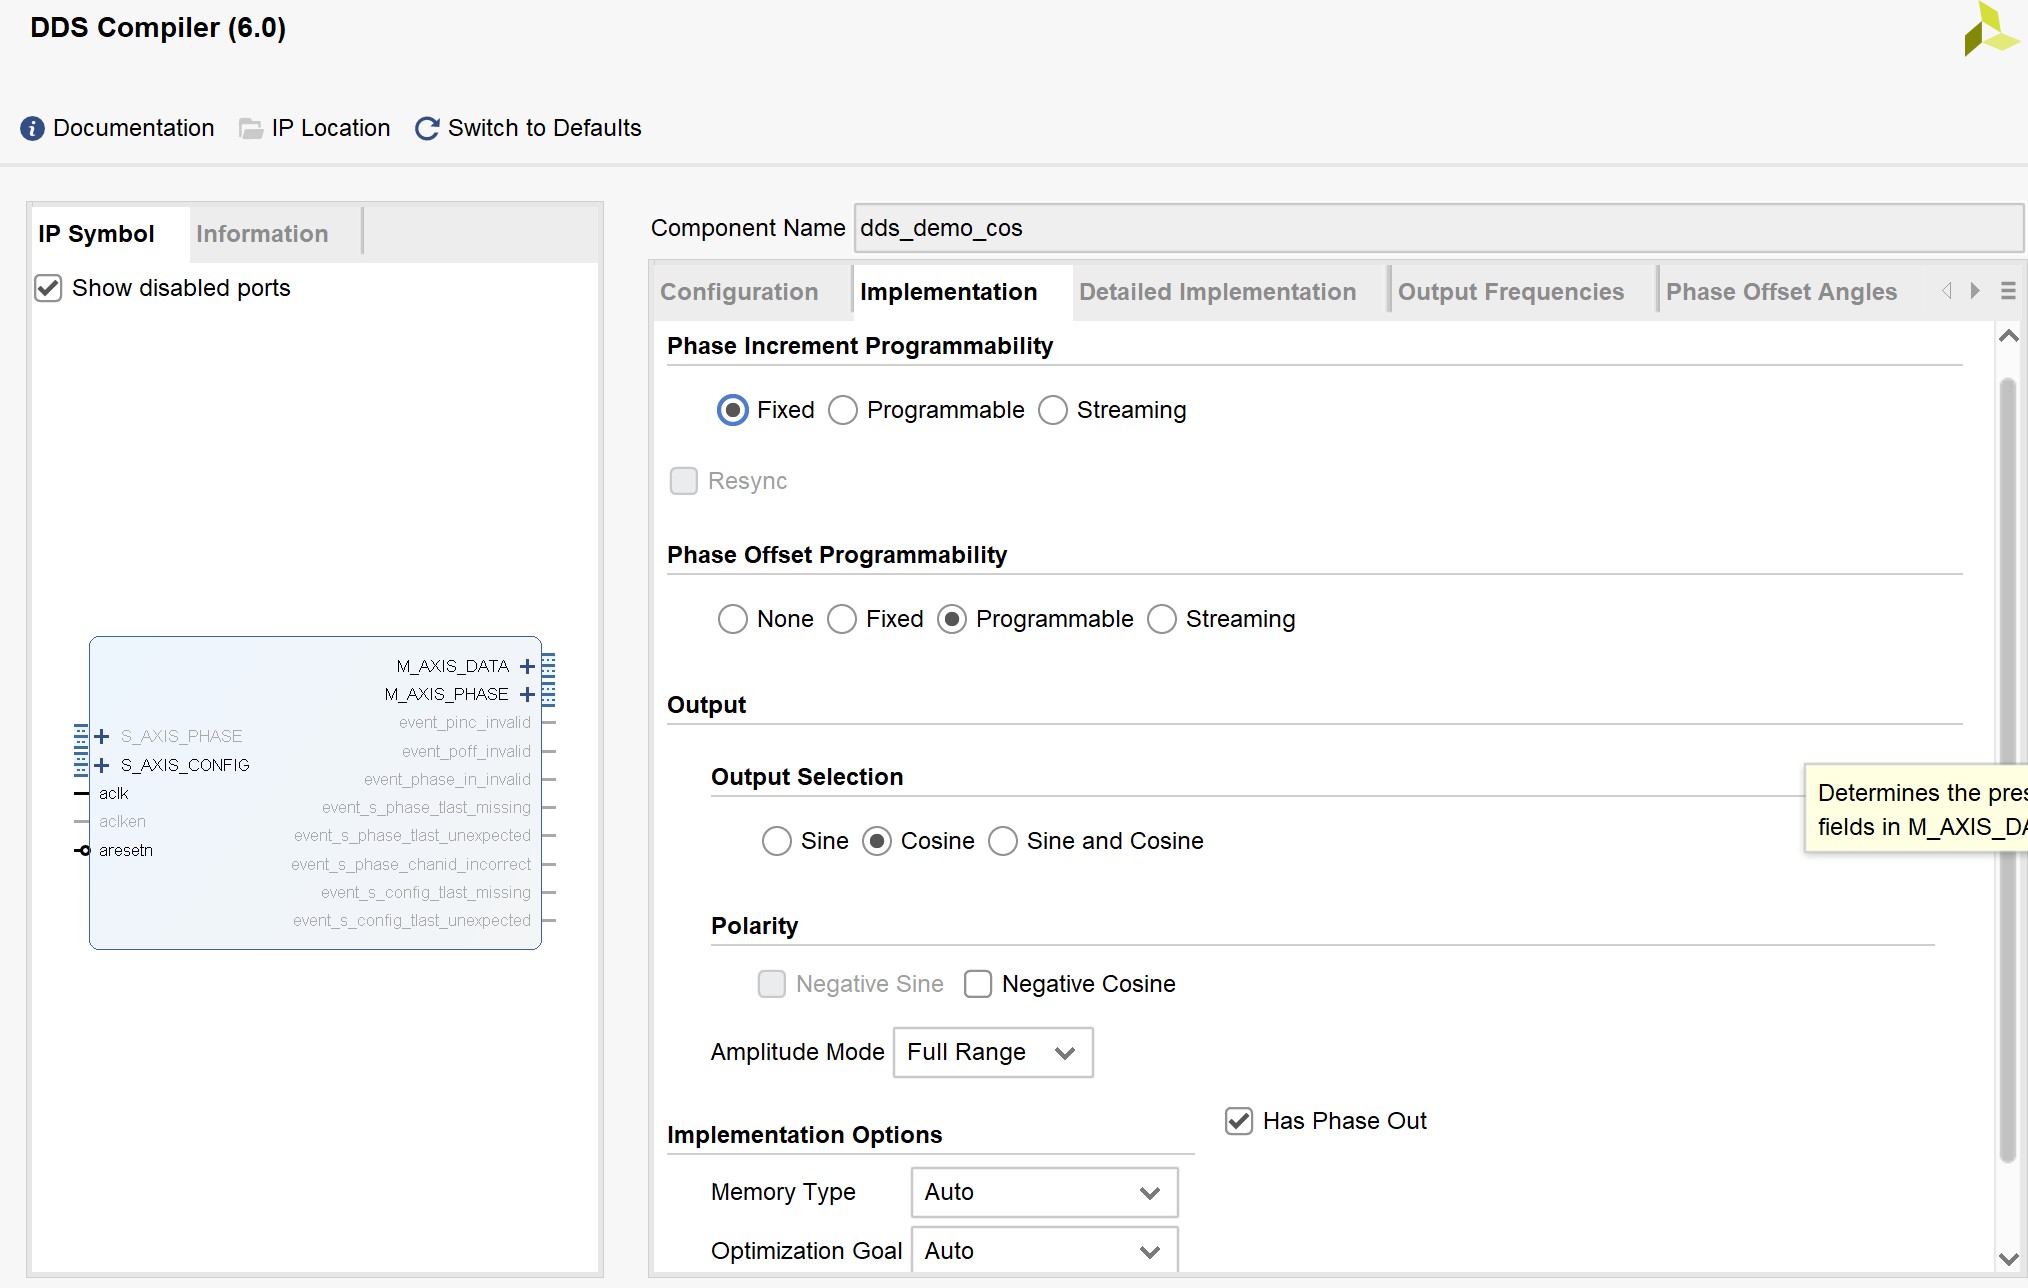 DDS Compiler (6.0)
Documentation IP Location Switch to Defaults
IP Symbol Information
Show disabled ports
M_AXIS_DATA
M_AXIS_PHASE
event_pinc_invalid
S_AXIS_PHASE
event_poff_invalid
S_AXIS_CONFIG
event_phase_in_invalid
aclk
event_s_phase_tlast_missing
aclken
event_s_phase_tlast_unexpected
aresetn
event_s_phase_chanid_incorrect
event_s_config_tlast_missing
event_s_config_tlast_unexpected
Component Name dds_demo_cos
Configuration Implementation Detailed Implementation Output Frequencies Phase Offset Angles
Phase Increment Programmability
Fixed Programmable Streaming
Resync
Phase Offset Programmability
None Fixed Programmable Streaming
Output
Output Selection
Determines the pres
fields in M_AXIS_DA
Sine Cosine Sine and Cosine
Polarity
Negative Sine Negative Cosine
Amplitude Mode Full Range
Has Phase Out
Implementation Options
Memory Type Auto
Optimization Goal Auto